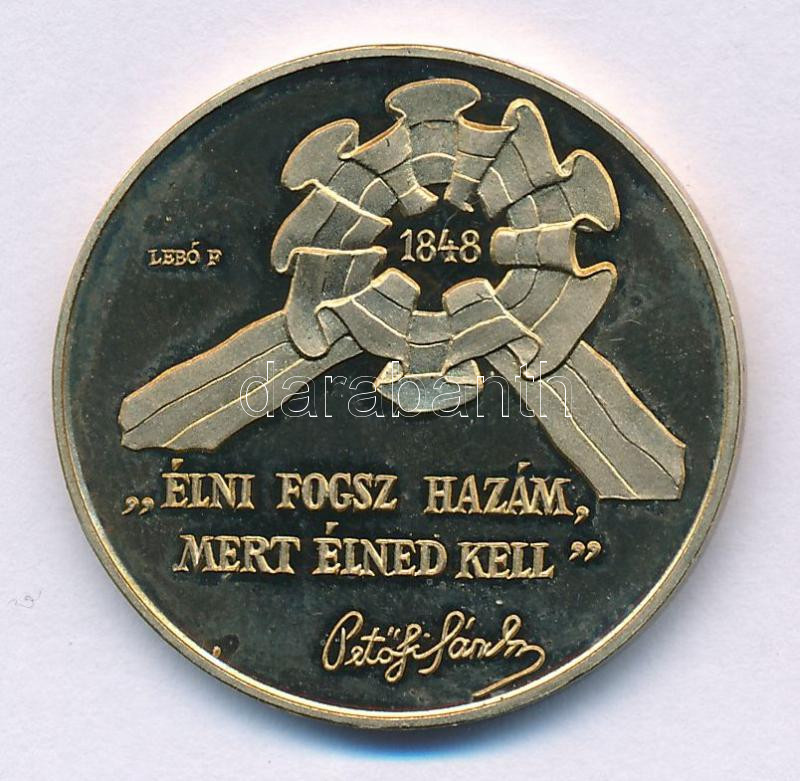 1848
LEBÓ F
darabanth
„ÉLNI FOGSZ HAZÁM,
MERT ÉLNED KELL”
Petőfi Sándor